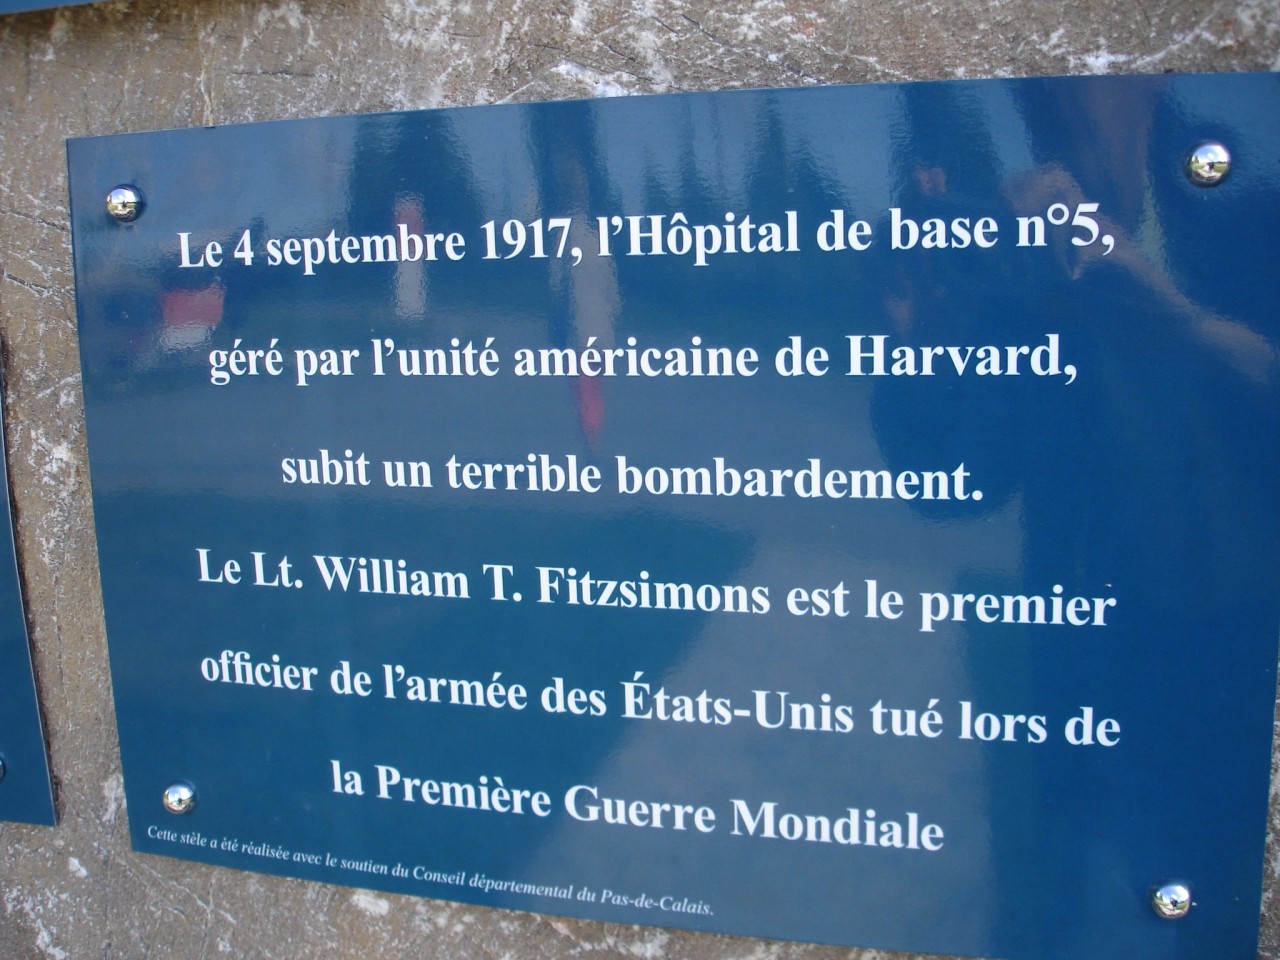 Le 4 septembre 1917, l'Hôpital de base n°5,
géré par l'unité américaine de Harvard,
subit un terrible bombardement.
Le Lt. William T. Fitzsimons est le premier
officier de l'armée des États-Unis tué lors de
la Première Guerre Mondiale
Cette stèle a été réalisée avec le soutien du Conseil départemental du Pas-de-Calais.